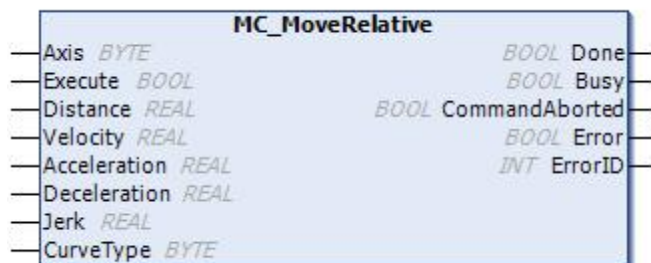 MC_MoveRelative
Axis BYTE BOOL Done
Execute BOOL BOOL Busy
Distance REAL BOOL CommandAborted
Velocity REAL BOOL Error
Acceleration REAL INT ErrorID
Deceleration REAL
Jerk REAL
CurveType BYTE